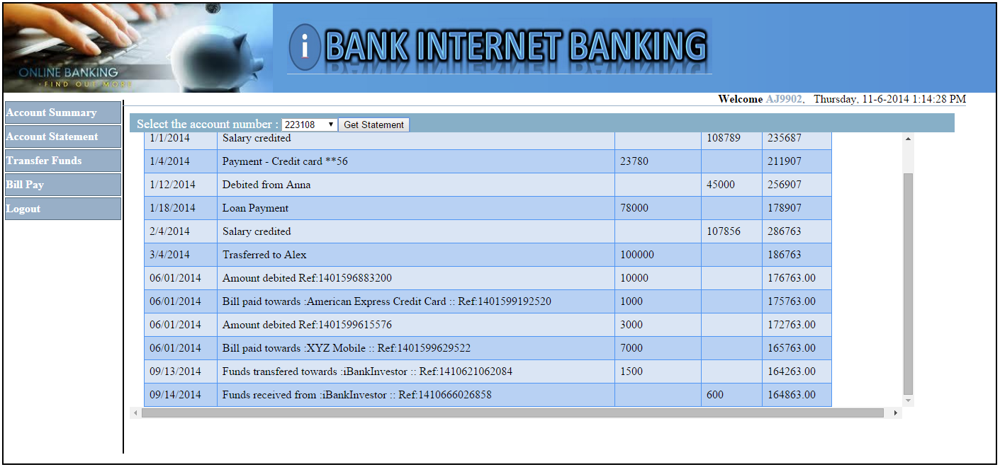 i BANK INTERNET BANKING
ONLINE BANKING
·FIND OUT MORE
Welcome AJ9902, Thursday, 11-6-2014 1:14:28 PM
Account Summary
Account Statement
Transfer Funds
Bill Pay
Logout
Select the account number : 223108 Get Statement
1/1/2014 Salary credited 108789 235687
1/4/2014 Payment - Credit card **56 23780 211907
1/12/2014 Debited from Anna 45000 256907
1/18/2014 Loan Payment 78000 178907
2/4/2014 Salary credited 107856 286763
3/4/2014 Trasferred to Alex 100000 186763
06/01/2014 Amount debited Ref:1401596883200 10000 176763.00
06/01/2014 Bill paid towards :American Express Credit Card :: Ref:1401599192520 1000 175763.00
06/01/2014 Amount debited Ref:1401599615576 3000 172763.00
06/01/2014 Bill paid towards :XYZ Mobile :: Ref:1401599629522 7000 165763.00
09/13/2014 Funds transfered towards :iBankInvestor :: Ref:1410621062084 1500 164263.00
09/14/2014 Funds received from :iBankInvestor :: Ref:1410666026858 600 164863.00